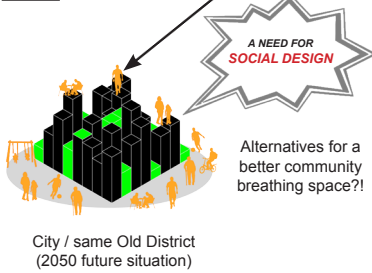 A NEED FOR
SOCIAL DESIGN
Alternatives for a
better community
breathing space?!
City / same Old District
(2050 future situation)